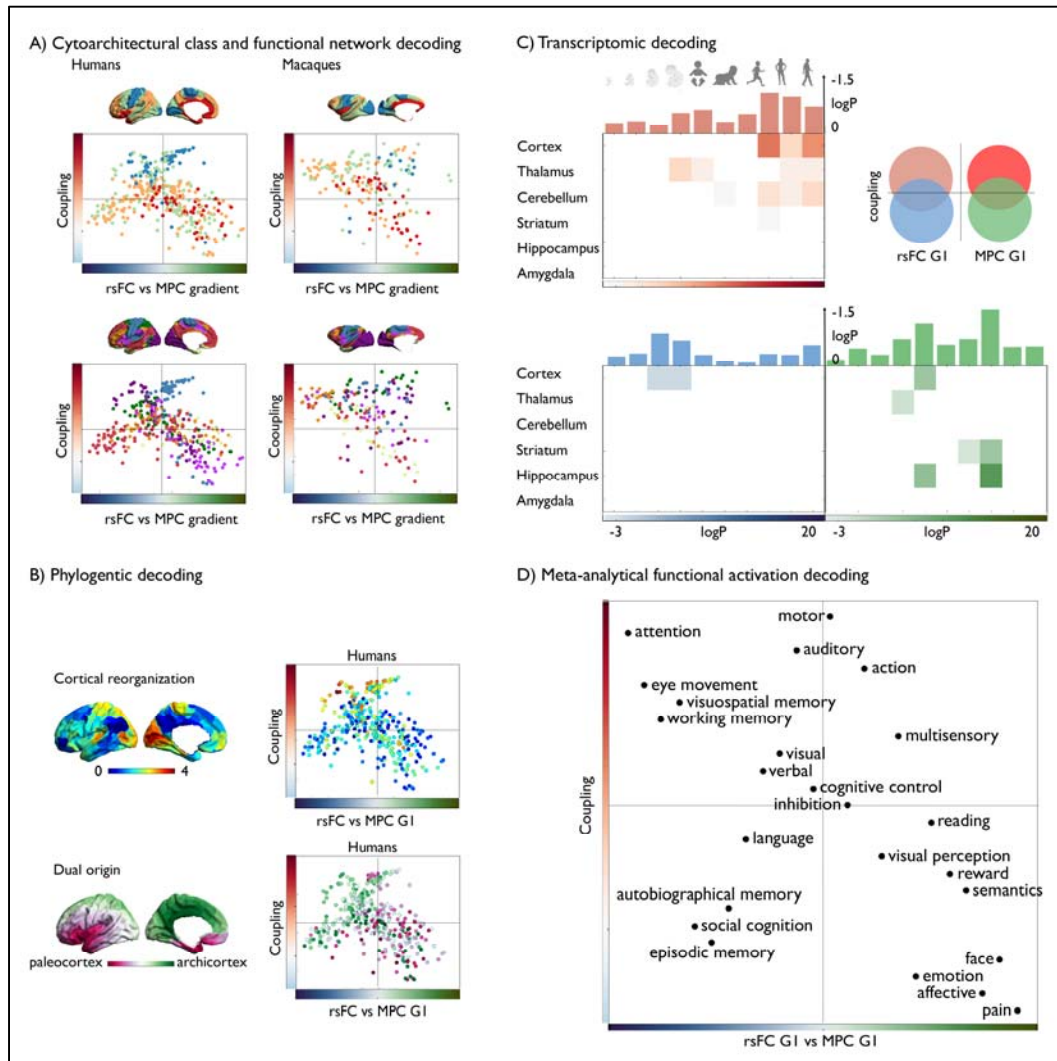 A) Cytoarchitectural class and functional network decoding
Humans
Macaques
Coupling
Coupling
rsFC vs MPC gradient
rsFC vs MPC gradient
Coupling
Coupling
rsFC vs MPC gradient
rsFC vs MPC gradient
B) Phylogentic decoding
Cortical reorganization
0
4
Humans
Coupling
rsFC vs MPC G1
Dual origin
paleocortex
archicortex
Humans
Coupling
rsFC vs MPC G1
C) Transcriptomic decoding
-1.5
logP
0
Cortex
Thalamus
Cerebellum
Striatum
Hippocampus
Amygdala
coupling
rsFC G1
MPC G1
-1.5
logP
0
Cortex
Thalamus
Cerebellum
Striatum
Hippocampus
Amygdala
-3
logP
20
-3
logP
20
D) Meta-analytical functional activation decoding
Coupling
motor
attention
auditory
action
eye movement
visuospatial memory
working memory
multisensory
visual
verbal
cognitive control
inhibition
reading
language
visual perception
reward
semantics
autobiographical memory
social cognition
episodic memory
face
emotion
affective
pain
rsFC G1 vs MPC G1